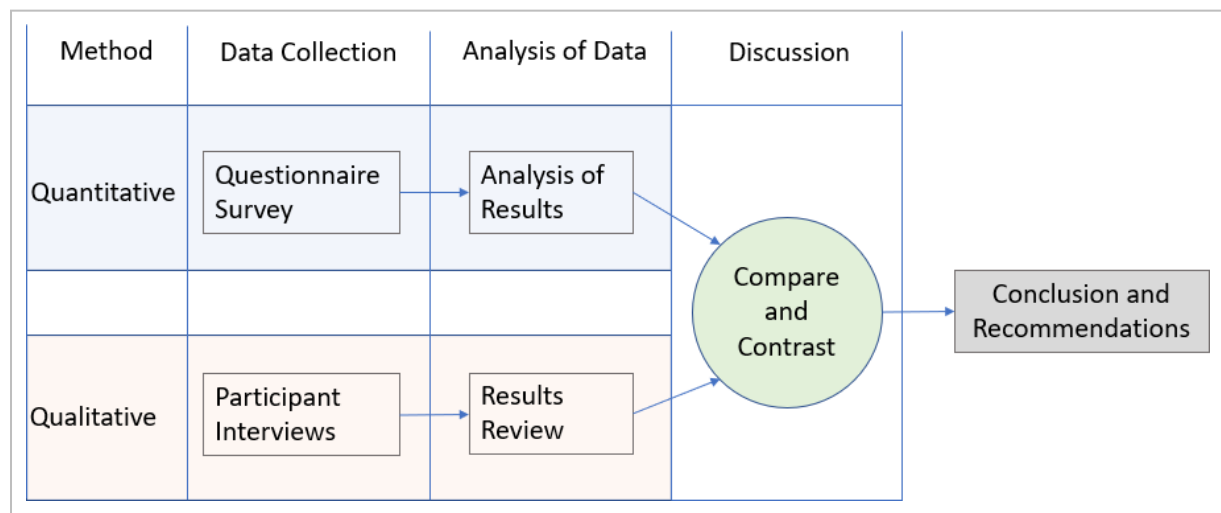 Method
Data Collection
Analysis of Data
Discussion
Quantitative
Questionnaire
Survey
Analysis of
Results
Compare
and
Contrast
Conclusion and
Recommendations
Qualitative
Participant
Interviews
Results
Review